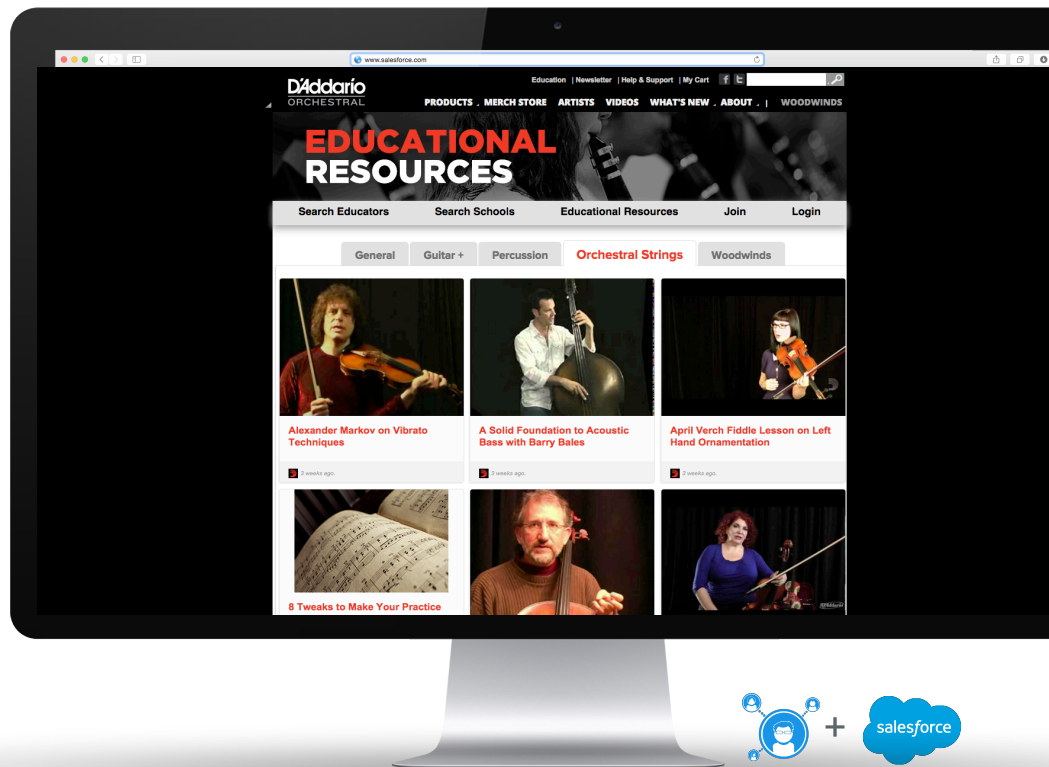 www.salesforce.com
D'Addario
ORCHESTRAL
Education | Newsletter | Help & Support | My Cart
PRODUCTS MERCH STORE ARTISTS VIDEOS WHAT'S NEW ABOUT | WOODWINDS
EDUCATIONAL
RESOURCES
Search Educators Search Schools Educational Resources Join Login
General Guitar + Percussion Orchestral Strings Woodwinds
Alexander Markov on Vibrato
Techniques
3 weeks ago.
A Solid Foundation to Acoustic
Bass with Barry Bales
3 weeks ago.
April Verch Fiddle Lesson on Left
Hand Ornamentation
3 weeks ago.
8 Tweaks to Make Your Practice
D'Addario
+
salesforce